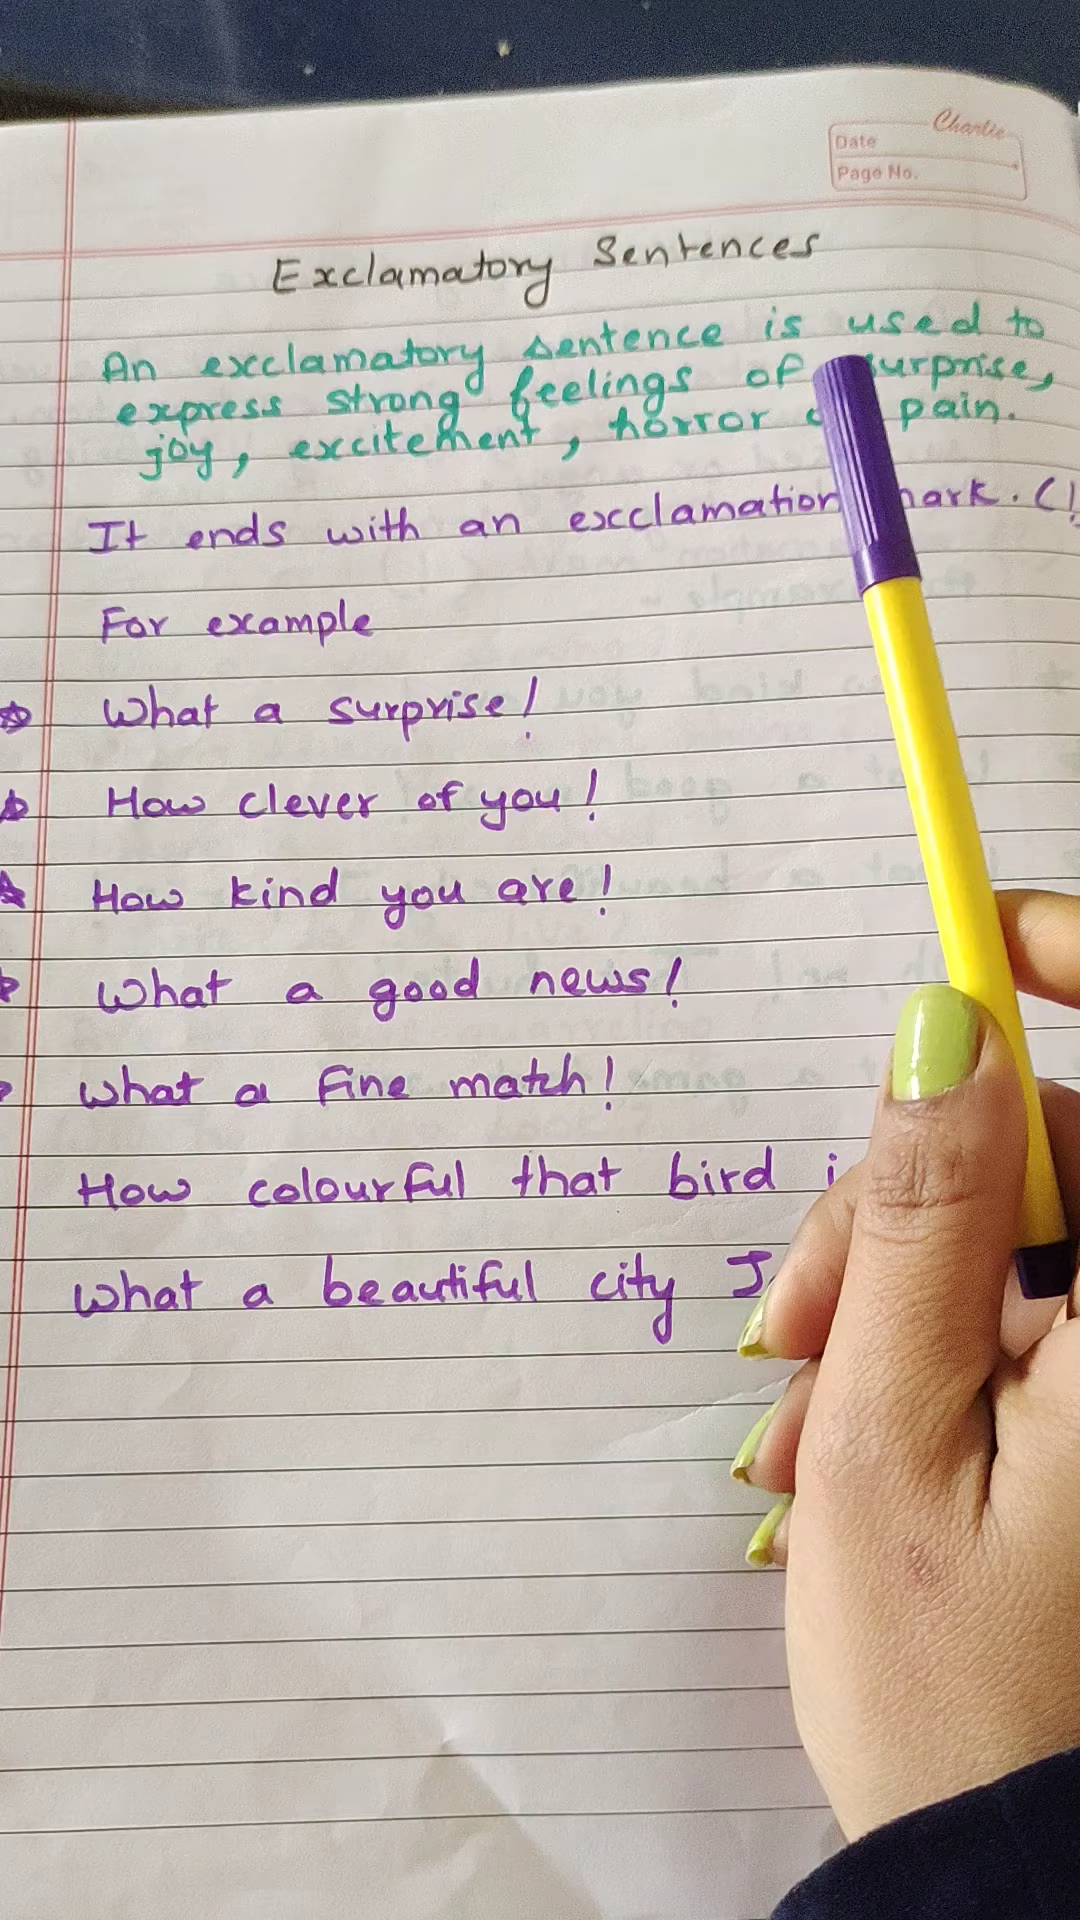 Charlie
Date
Page No.
Exclamatory Sentences
An exclamatory sentence is used to
express strong feelings of surprise,
joy, excitement, horror pain.
It ends with an exclamation mark. (!
For example
What a surprise!
How clever of you!
How kind you are!
What a good news!
What a fine match!
How colourful that bird
What a beautiful city